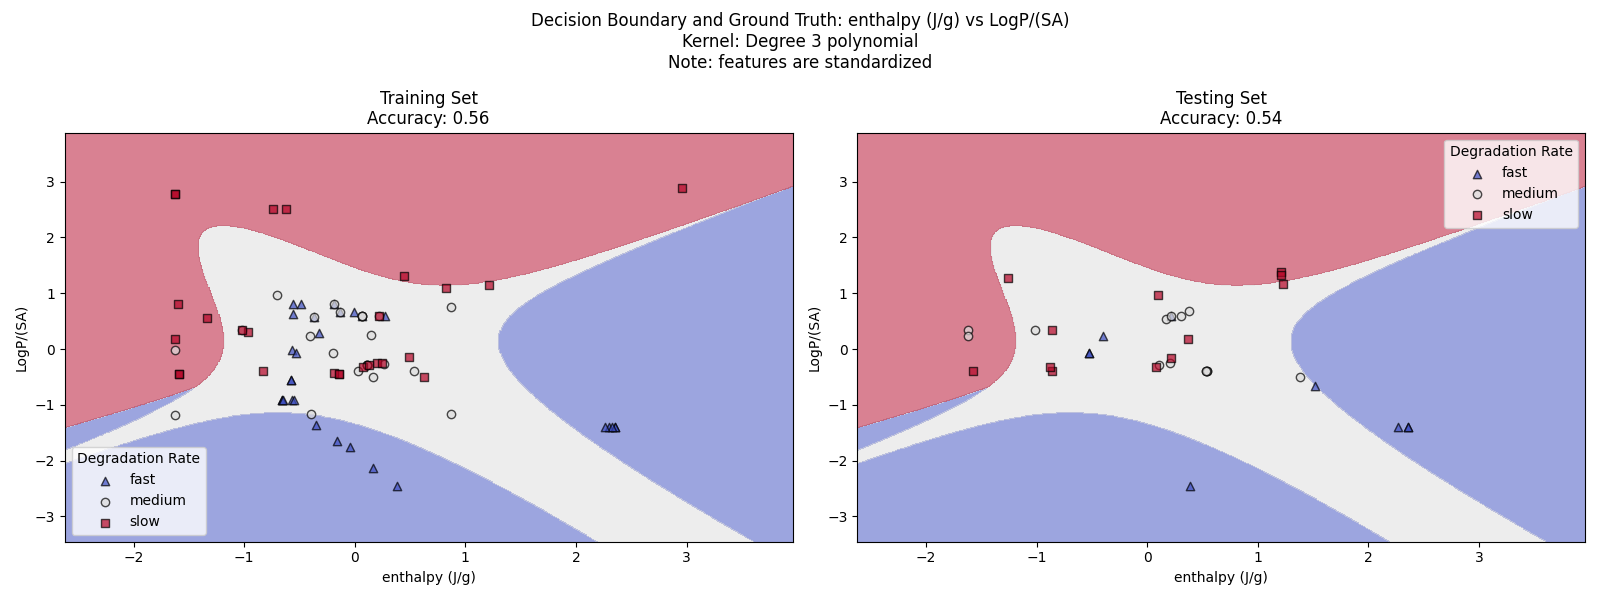 Decision Boundary and Ground Truth: enthalpy (J/g) vs LogP/(SA)
Kernel: Degree 3 polynomial
Note: features are standardized
Training Set
Accuracy: 0.56
LogP/(SA)
3
2
1
0
−1
−2
−3
Degradation Rate
fast
medium
slow
−2
−1
0
1
2
3
enthalpy (J/g)
Testing Set
Accuracy: 0.54
LogP/(SA)
3
2
1
0
−1
−2
−3
Degradation Rate
fast
medium
slow
−2
−1
0
1
2
3
enthalpy (J/g)